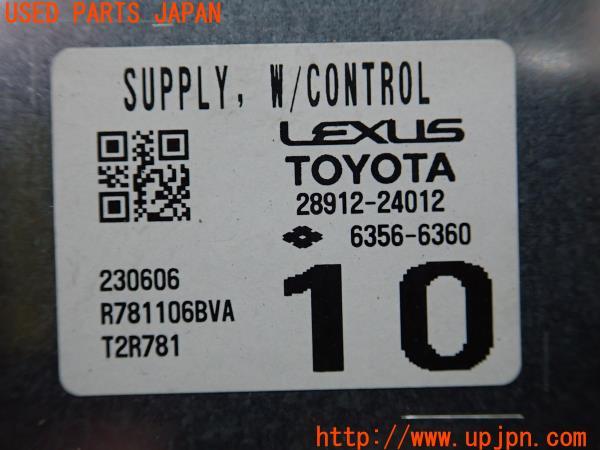 USED PARTS JAPAN
SUPPLY, W/CONTROL
LEXUS
TOYOTA
28912-24012
6356-6360
230606
R781106BVA
T2R781
10
http://www.upjpn.com/